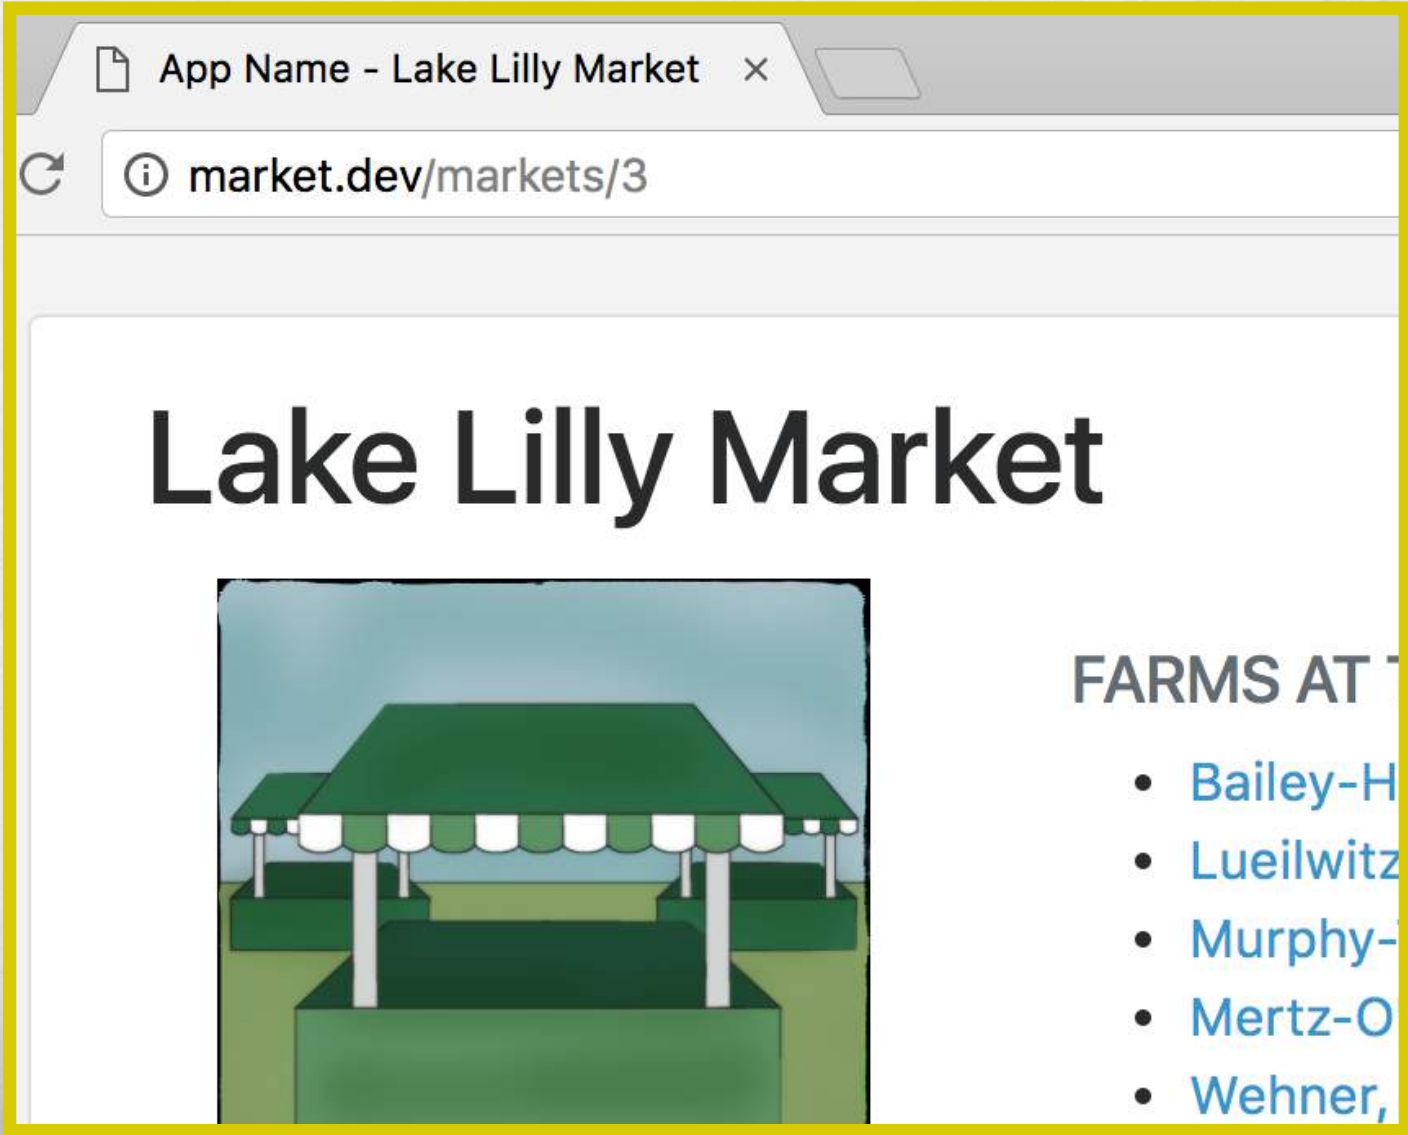 App Name - Lake Lilly Market
market.dev/markets/3
Lake Lilly Market
FARMS AT
Bailey-H
Lueilwitz
Murphy-
Mertz-O
Wehner,